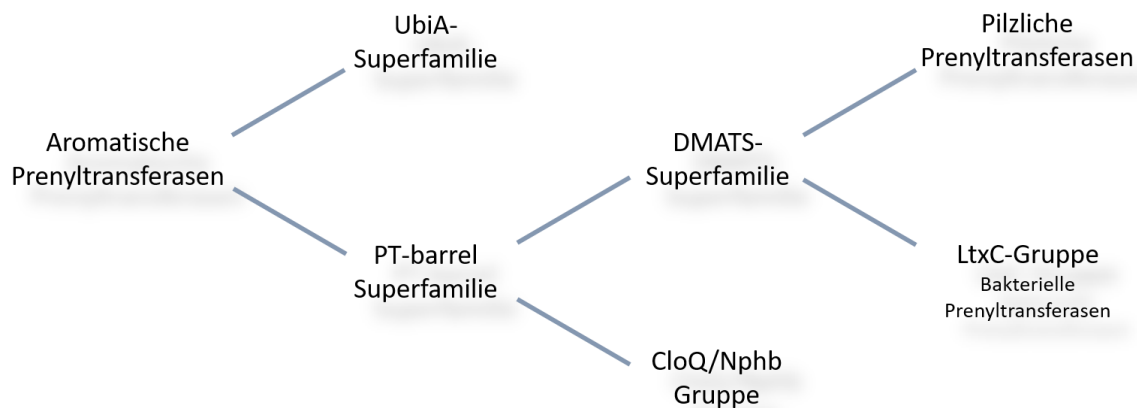 UbiA-
Superfamilie
Pilzliche
Prenyltransferasen
Aromatische
Prenyltransferasen
DMATS-
Superfamilie
PT-barrel
Superfamilie
LtxC-Gruppe
Bakterielle
Prenyltransferasen
CloQ/Nphb
Gruppe